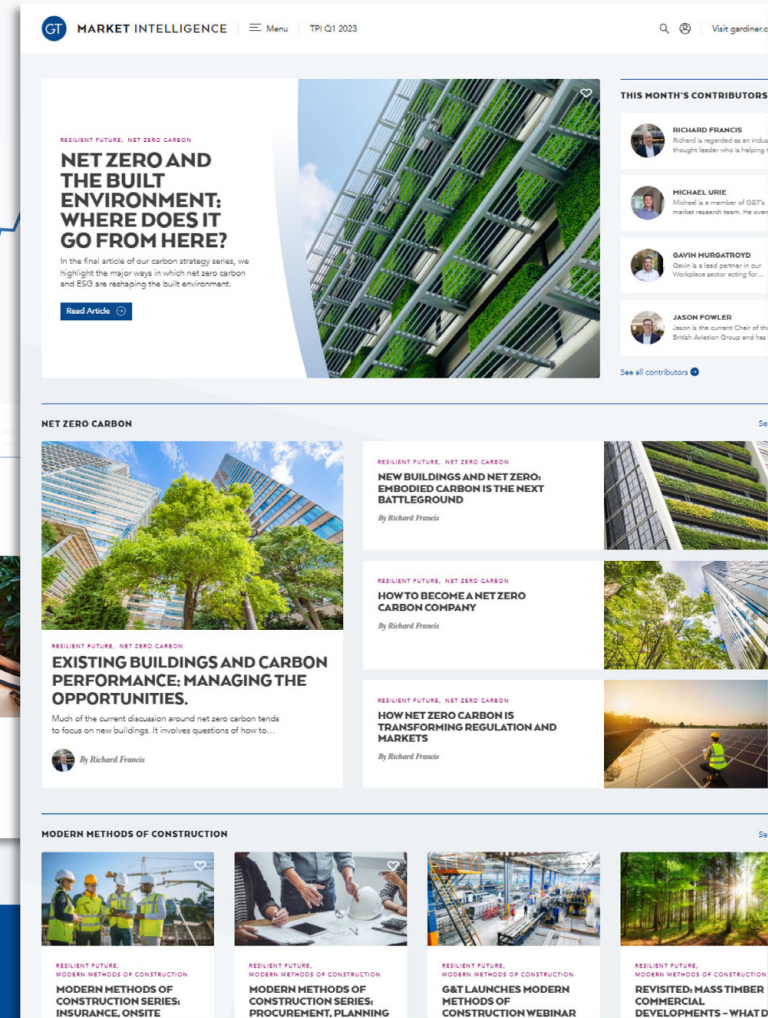 GT MARKET INTELLIGENCE Menu TPI Q1 2023 Visit gardiner.c
THIS MONTH'S CONTRIBUTORS
RESILIENT FUTURE, NET ZERO CARBON
NET ZERO AND
THE BUILT
ENVIRONMENT:
WHERE DOES IT
GO FROM HERE?
In the final article of our carbon strategy series, we
highlight the major ways in which net zero carbon
and ESG are reshaping the built environment.
Read Article
RICHARD FRANCIS
Richard is regarded as an indus
thought leader who is helping t
MICHAEL URIE
Michael is a member of G&T's
market research team. He over
GAVIN MURGATROYD
Gavin is a lead partner in our
Workplace sector acting for...
JASON FOWLER
Jason is the current Chair of the
British Aviation Group and has
See all contributors
NET ZERO CARBON
Se
RESILIENT FUTURE, NET ZERO CARBON
EXISTING BUILDINGS AND CARBON
PERFORMANCE: MANAGING THE
OPPORTUNITIES.
Much of the current discussion around net zero carbon tends
to focus on new buildings. It involves questions of how to...
By Richard Francis
RESILIENT FUTURE, NET ZERO CARBON
NEW BUILDINGS AND NET ZERO:
EMBODIED CARBON IS THE NEXT
BATTLEGROUND
By Richard Francis
RESILIENT FUTURE, NET ZERO CARBON
HOW TO BECOME A NET ZERO
CARBON COMPANY
By Richard Francis
RESILIENT FUTURE, NET ZERO CARBON
HOW NET ZERO CARBON IS
TRANSFORMING REGULATION AND
MARKETS
By Richard Francis
MODERN METHODS OF CONSTRUCTION
Se
RESILIENT FUTURE,
MODERN METHODS OF CONSTRUCTION
MODERN METHODS OF
CONSTRUCTION SERIES:
INSURANCE, ONSITE
RESILIENT FUTURE,
MODERN METHODS OF CONSTRUCTION
MODERN METHODS OF
CONSTRUCTION SERIES:
PROCUREMENT, PLANNING
RESILIENT FUTURE,
MODERN METHODS OF CONSTRUCTION
G&T LAUNCHES MODERN
METHODS OF
CONSTRUCTION WEBINAR
RESILIENT FUTURE,
MODERN METHODS OF CONSTRUCTION
REVISITED: MASS TIMBER
COMMERCIAL
DEVELOPMENTS – WHAT D